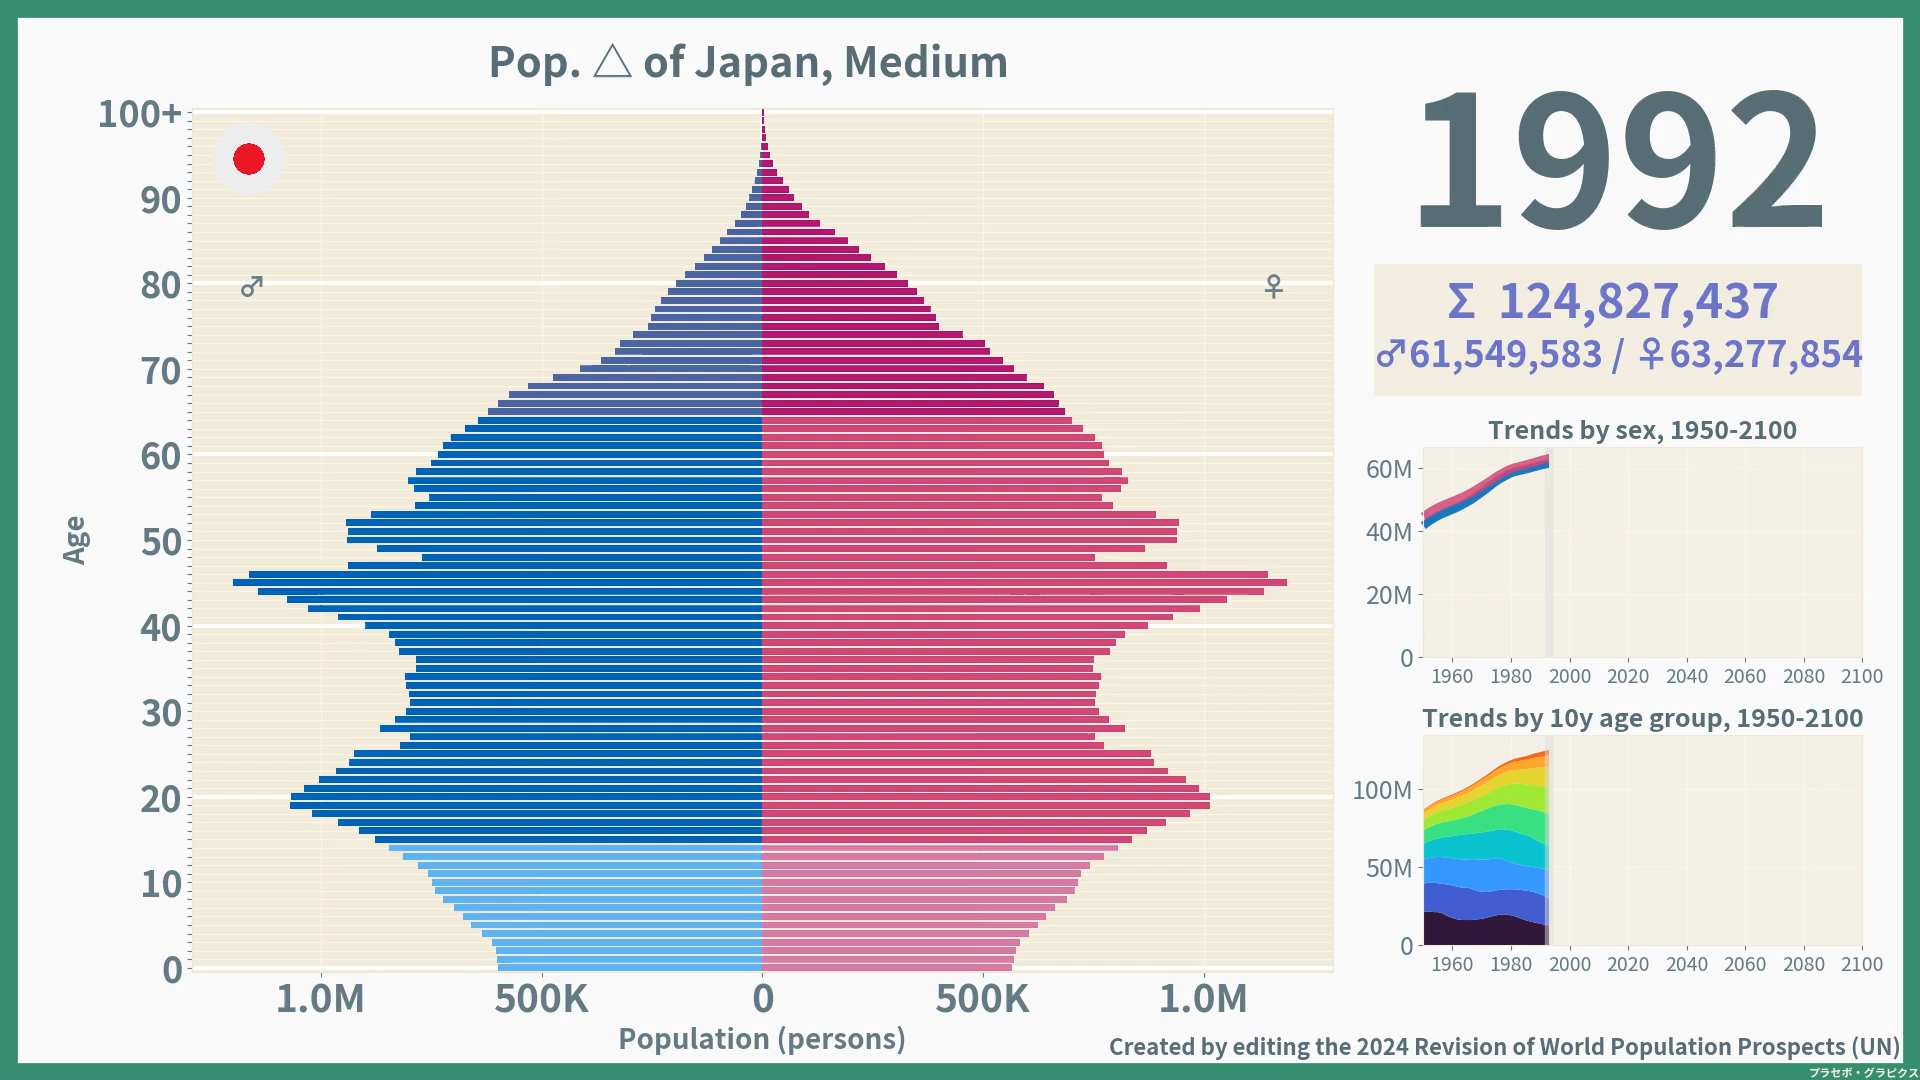 Pop. △ of Japan, Medium
1992
Σ 124,827,437
♂61,549,583 / ♀63,277,854
100+
90
80
70
60
50
40
30
20
10
0
♂
♀
Age
1.0M 500K 0 500K 1.0M
Population (persons)
Trends by sex, 1950-2100
60M
40M
20M
0
1960 1980 2000 2020 2040 2060 2080 2100
Trends by 10y age group, 1950-2100
100M
50M
0
1960 1980 2000 2020 2040 2060 2080 2100
Created by editing the 2024 Revision of World Population Prospects (UN)
プラセボ・グラピクス